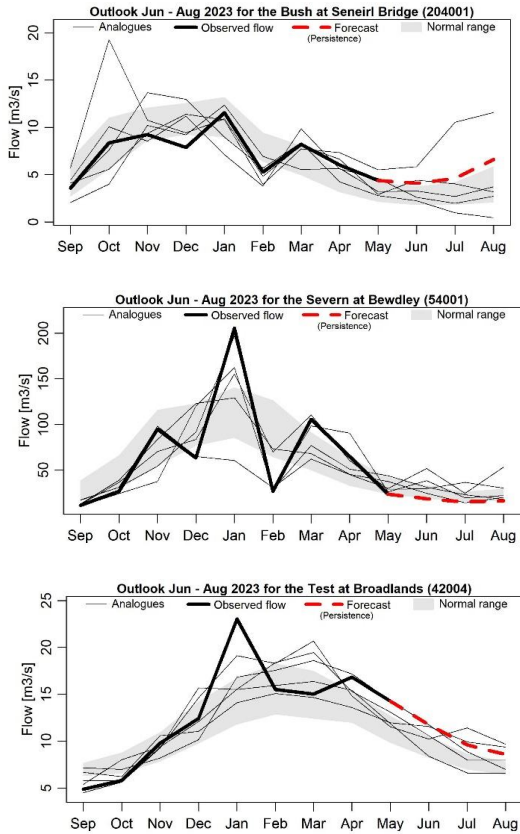 Outlook Jun - Aug 2023 for the Bush at Seneirl Bridge (204001)
Analogues Observed flow Forecast Normal range
(Persistence)
Flow [m3/s]
20
15
10
5
0
Sep Oct Nov Dec Jan Feb Mar Apr May Jun Jul Aug
Outlook Jun - Aug 2023 for the Severn at Bewdley (54001)
Analogues Observed flow Forecast Normal range
(Persistence)
Flow [m3/s]
200
150
100
50
Sep Oct Nov Dec Jan Feb Mar Apr May Jun Jul Aug
Outlook Jun - Aug 2023 for the Test at Broadlands (42004)
Analogues Observed flow Forecast Normal range
(Persistence)
Flow [m3/s]
25
20
15
10
5
Sep Oct Nov Dec Jan Feb Mar Apr May Jun Jul Aug